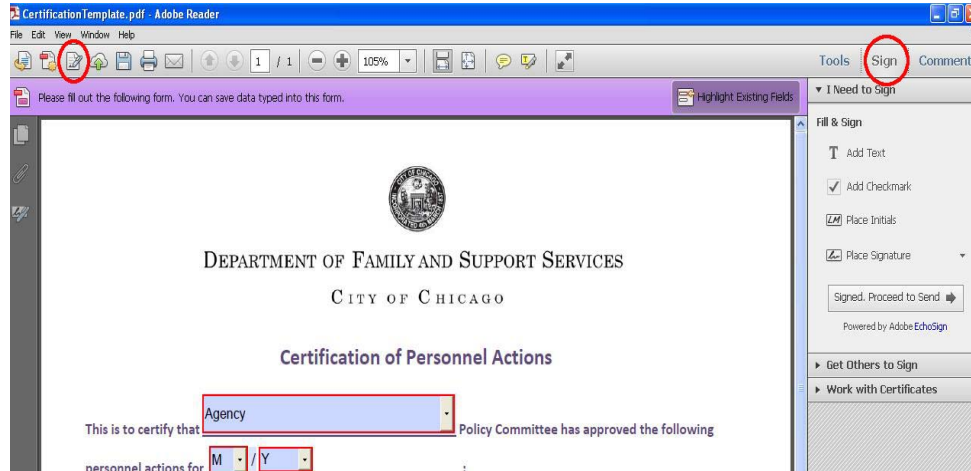 CertificationTemplate.pdf - Adobe Reader
File Edit View Window Help
1 / 1 105% Tools Sign Comment
Please fill out the following form. You can save data typed into this form. Highlight Existing Fields
I Need to Sign
Fill & Sign
T Add Text
Add Checkmark
LM Place Initials
Place Signature
Signed. Proceed to Send
Powered by Adobe EchoSign
Get Others to Sign
Work with Certificates
DEPARTMENT OF FAMILY AND SUPPORT SERVICES
CITY OF CHICAGO
Certification of Personnel Actions
This is to certify that Agency Policy Committee has approved the following
personnel actions for M / Y :